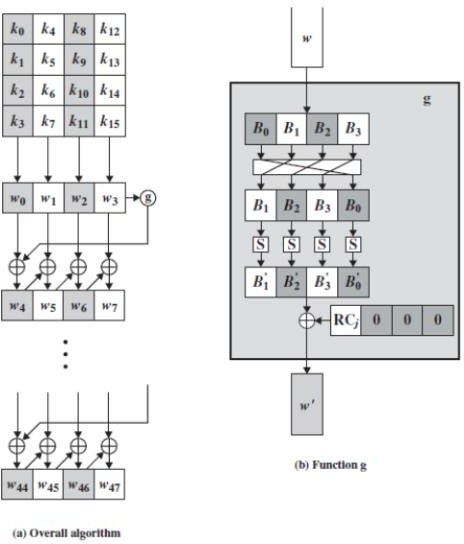 k0 k4 k8 k12
k1 k5 k9 k13
k2 k6 k10 k14
k3 k7 k11 k15
w0 w1 w2 w3 g
w4 w5 w6 w7
w44 w45 w46 w47
(a) Overall algorithm
w
g
B0 B1 B2 B3
B1 B2 B3 B0
S S S S
B'1 B'2 B'3 B'0
RCj 0 0 0
w'
(b) Function g